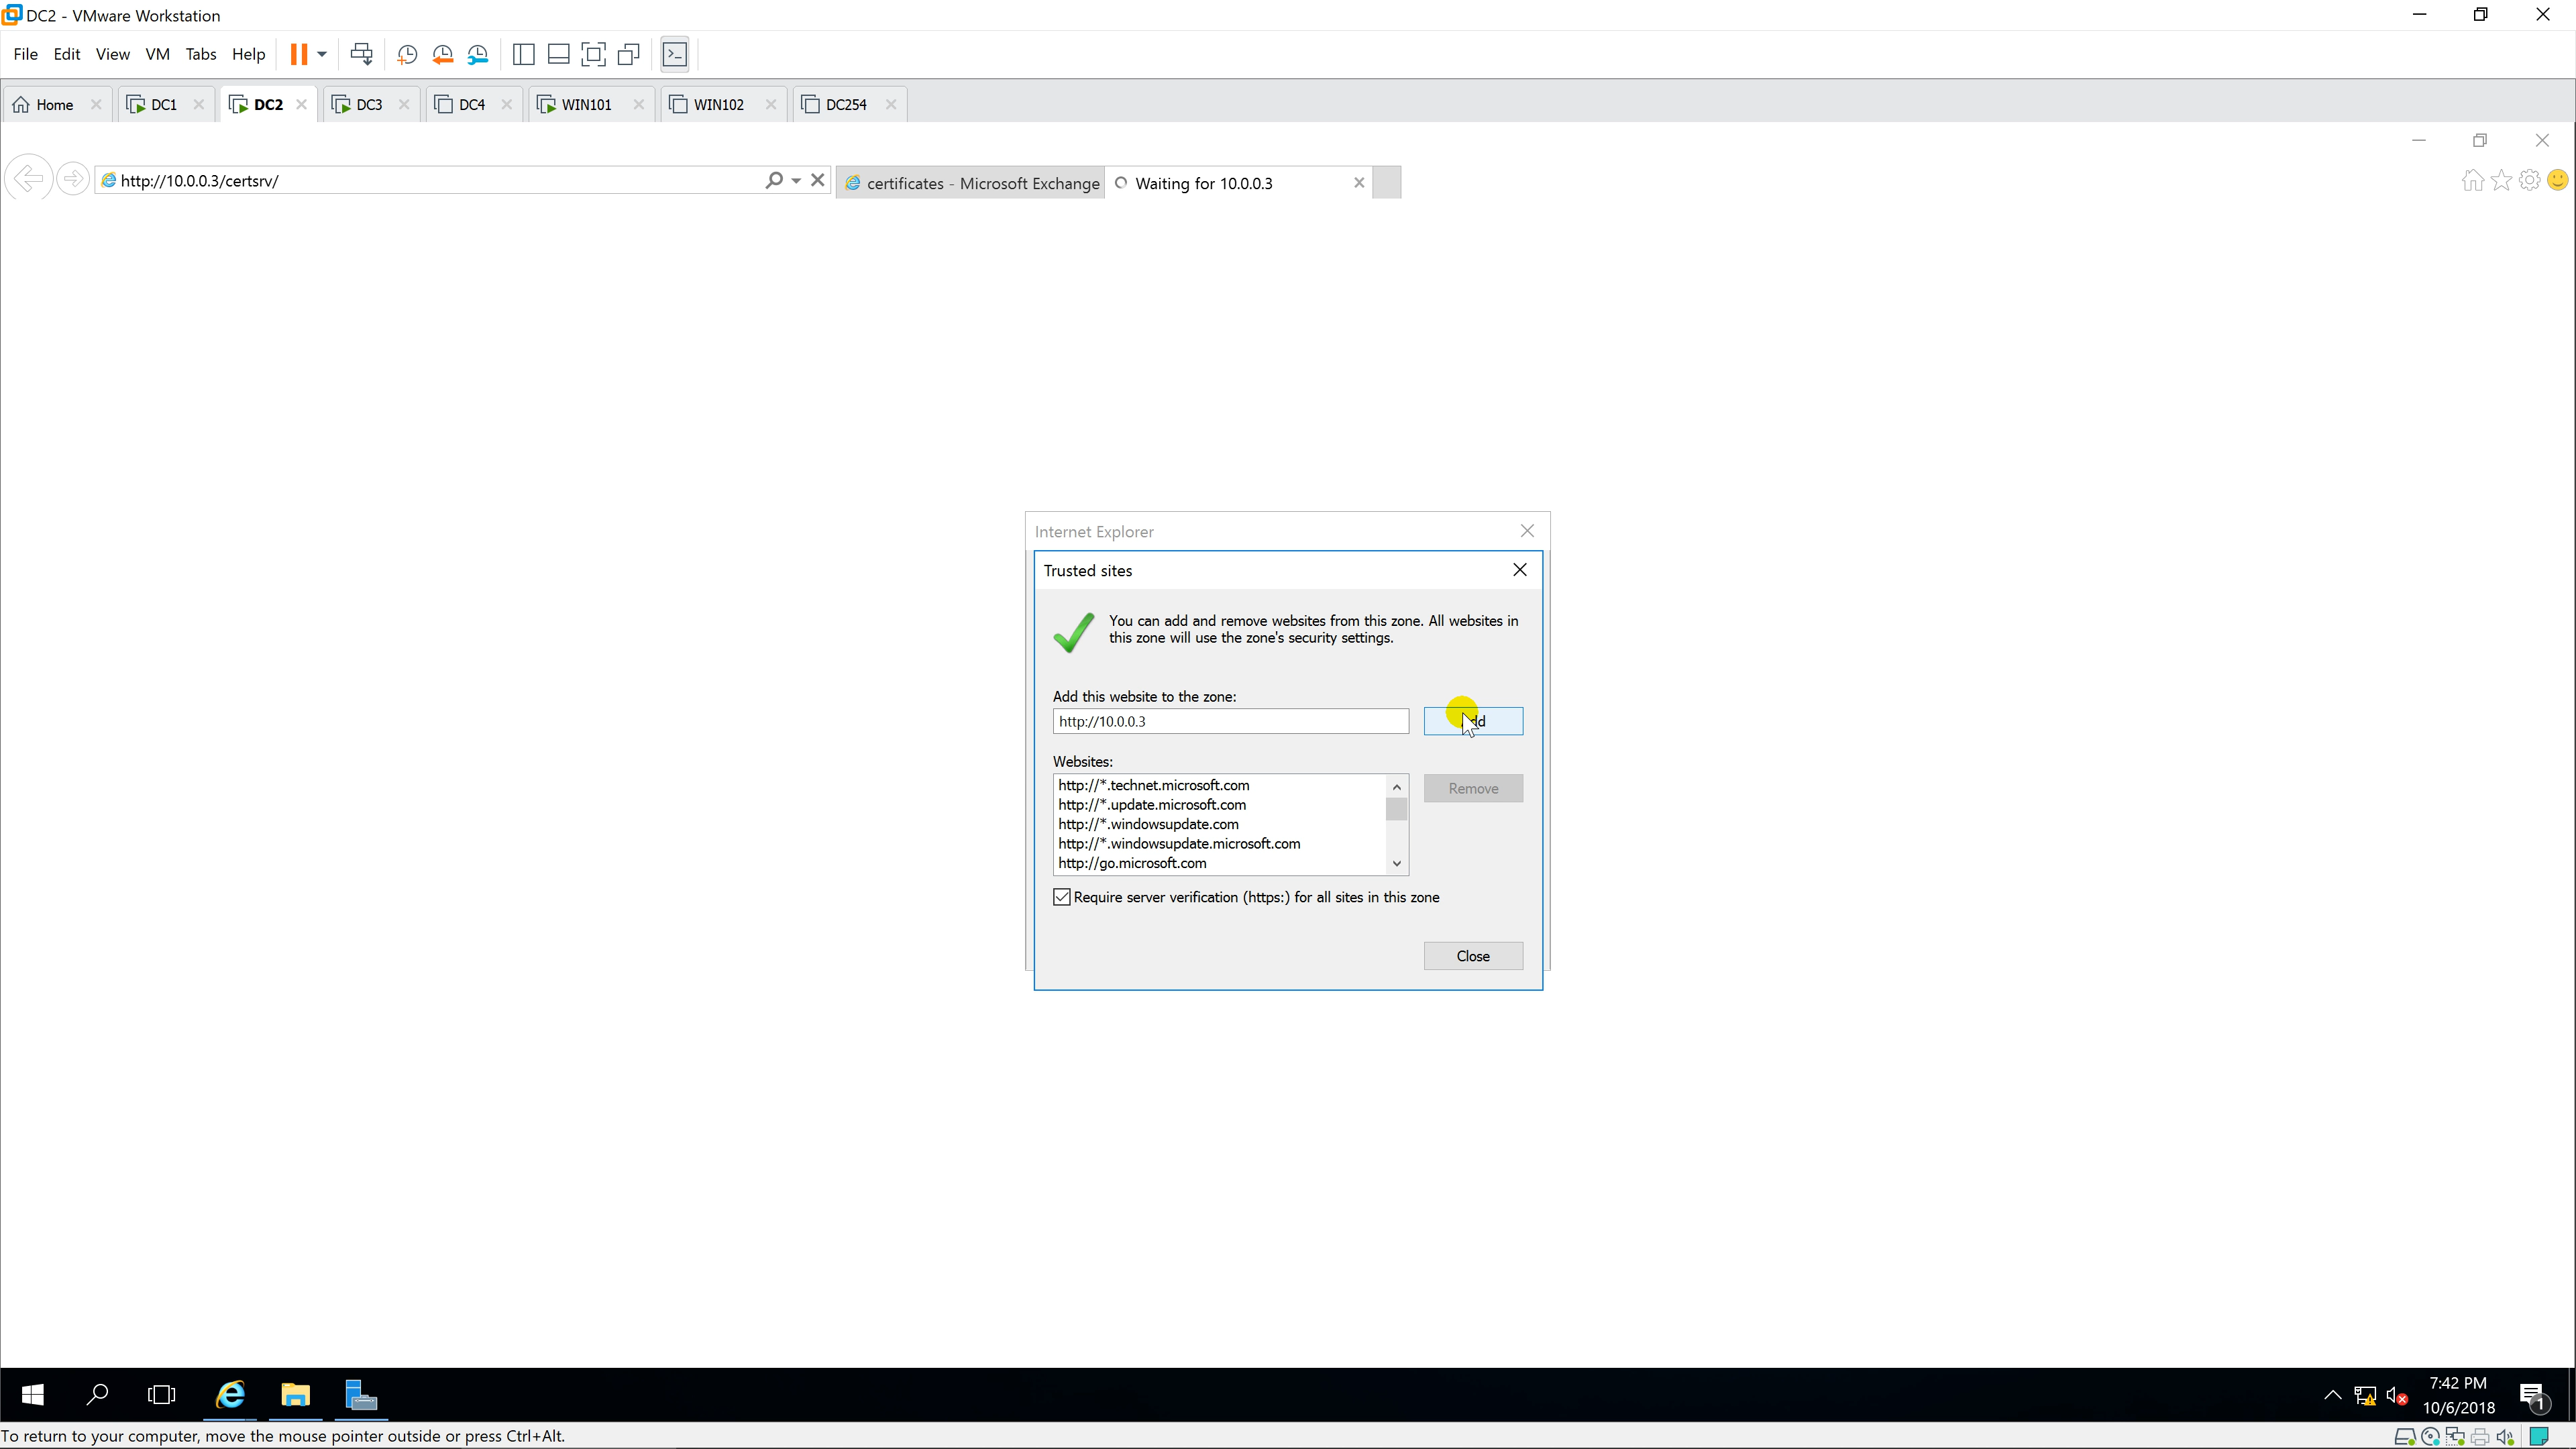 DC2 - VMware Workstation
File Edit View VM Tabs Help
Home DC1 DC2 DC3 DC4 WIN101 WIN102 DC254
http://10.0.0.3/certsrv/ certificates - Microsoft Exchange Waiting for 10.0.0.3
Internet Explorer
Trusted sites
You can add and remove websites from this zone. All websites in
this zone will use the zone's security settings.
Add this website to the zone:
http://10.0.0.3
Websites:
http://*.technet.microsoft.com
Remove
http://*.update.microsoft.com
http://*.windowsupdate.com
http://*.windowsupdate.microsoft.com
http://go.microsoft.com
Require server verification (https:) for all sites in this zone
Close
7:42 PM
10/6/2018
1
To return to your computer, move the mouse pointer outside or press Ctrl+Alt.